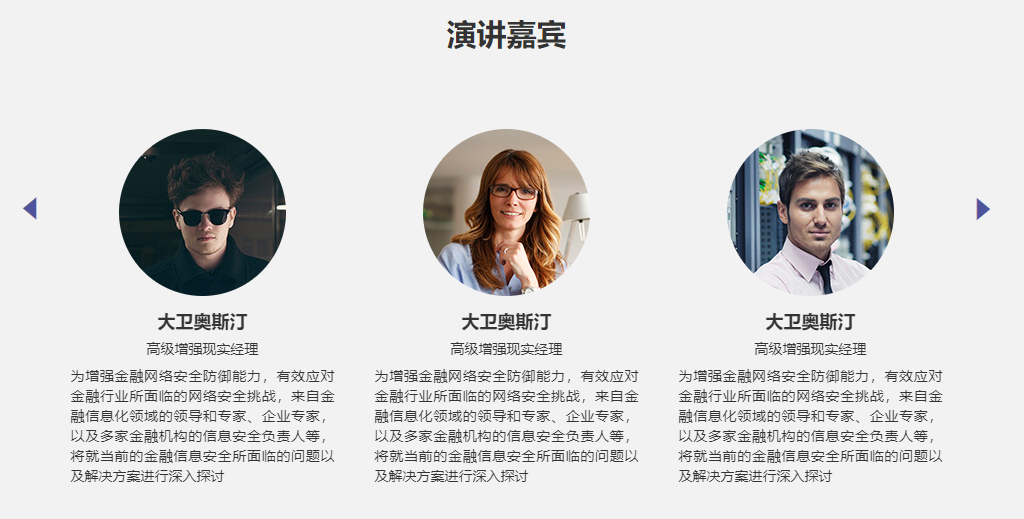 演讲嘉宾
大卫奥斯汀
高级增强现实经理
为增强金融网络安全防御能力，有效应对
金融行业所面临的网络安全挑战，来自金
融信息化领域的领导和专家、企业专家，
以及多家金融机构的信息安全负责人等，
将就当前的金融信息安全所面临的问题以
及解决方案进行深入探讨
大卫奥斯汀
高级增强现实经理
为增强金融网络安全防御能力，有效应对
金融行业所面临的网络安全挑战，来自金
融信息化领域的领导和专家、企业专家，
以及多家金融机构的信息安全负责人等，
将就当前的金融信息安全所面临的问题以
及解决方案进行深入探讨
大卫奥斯汀
高级增强现实经理
为增强金融网络安全防御能力，有效应对
金融行业所面临的网络安全挑战，来自金
融信息化领域的领导和专家、企业专家，
以及多家金融机构的信息安全负责人等，
将就当前的金融信息安全所面临的问题以
及解决方案进行深入探讨